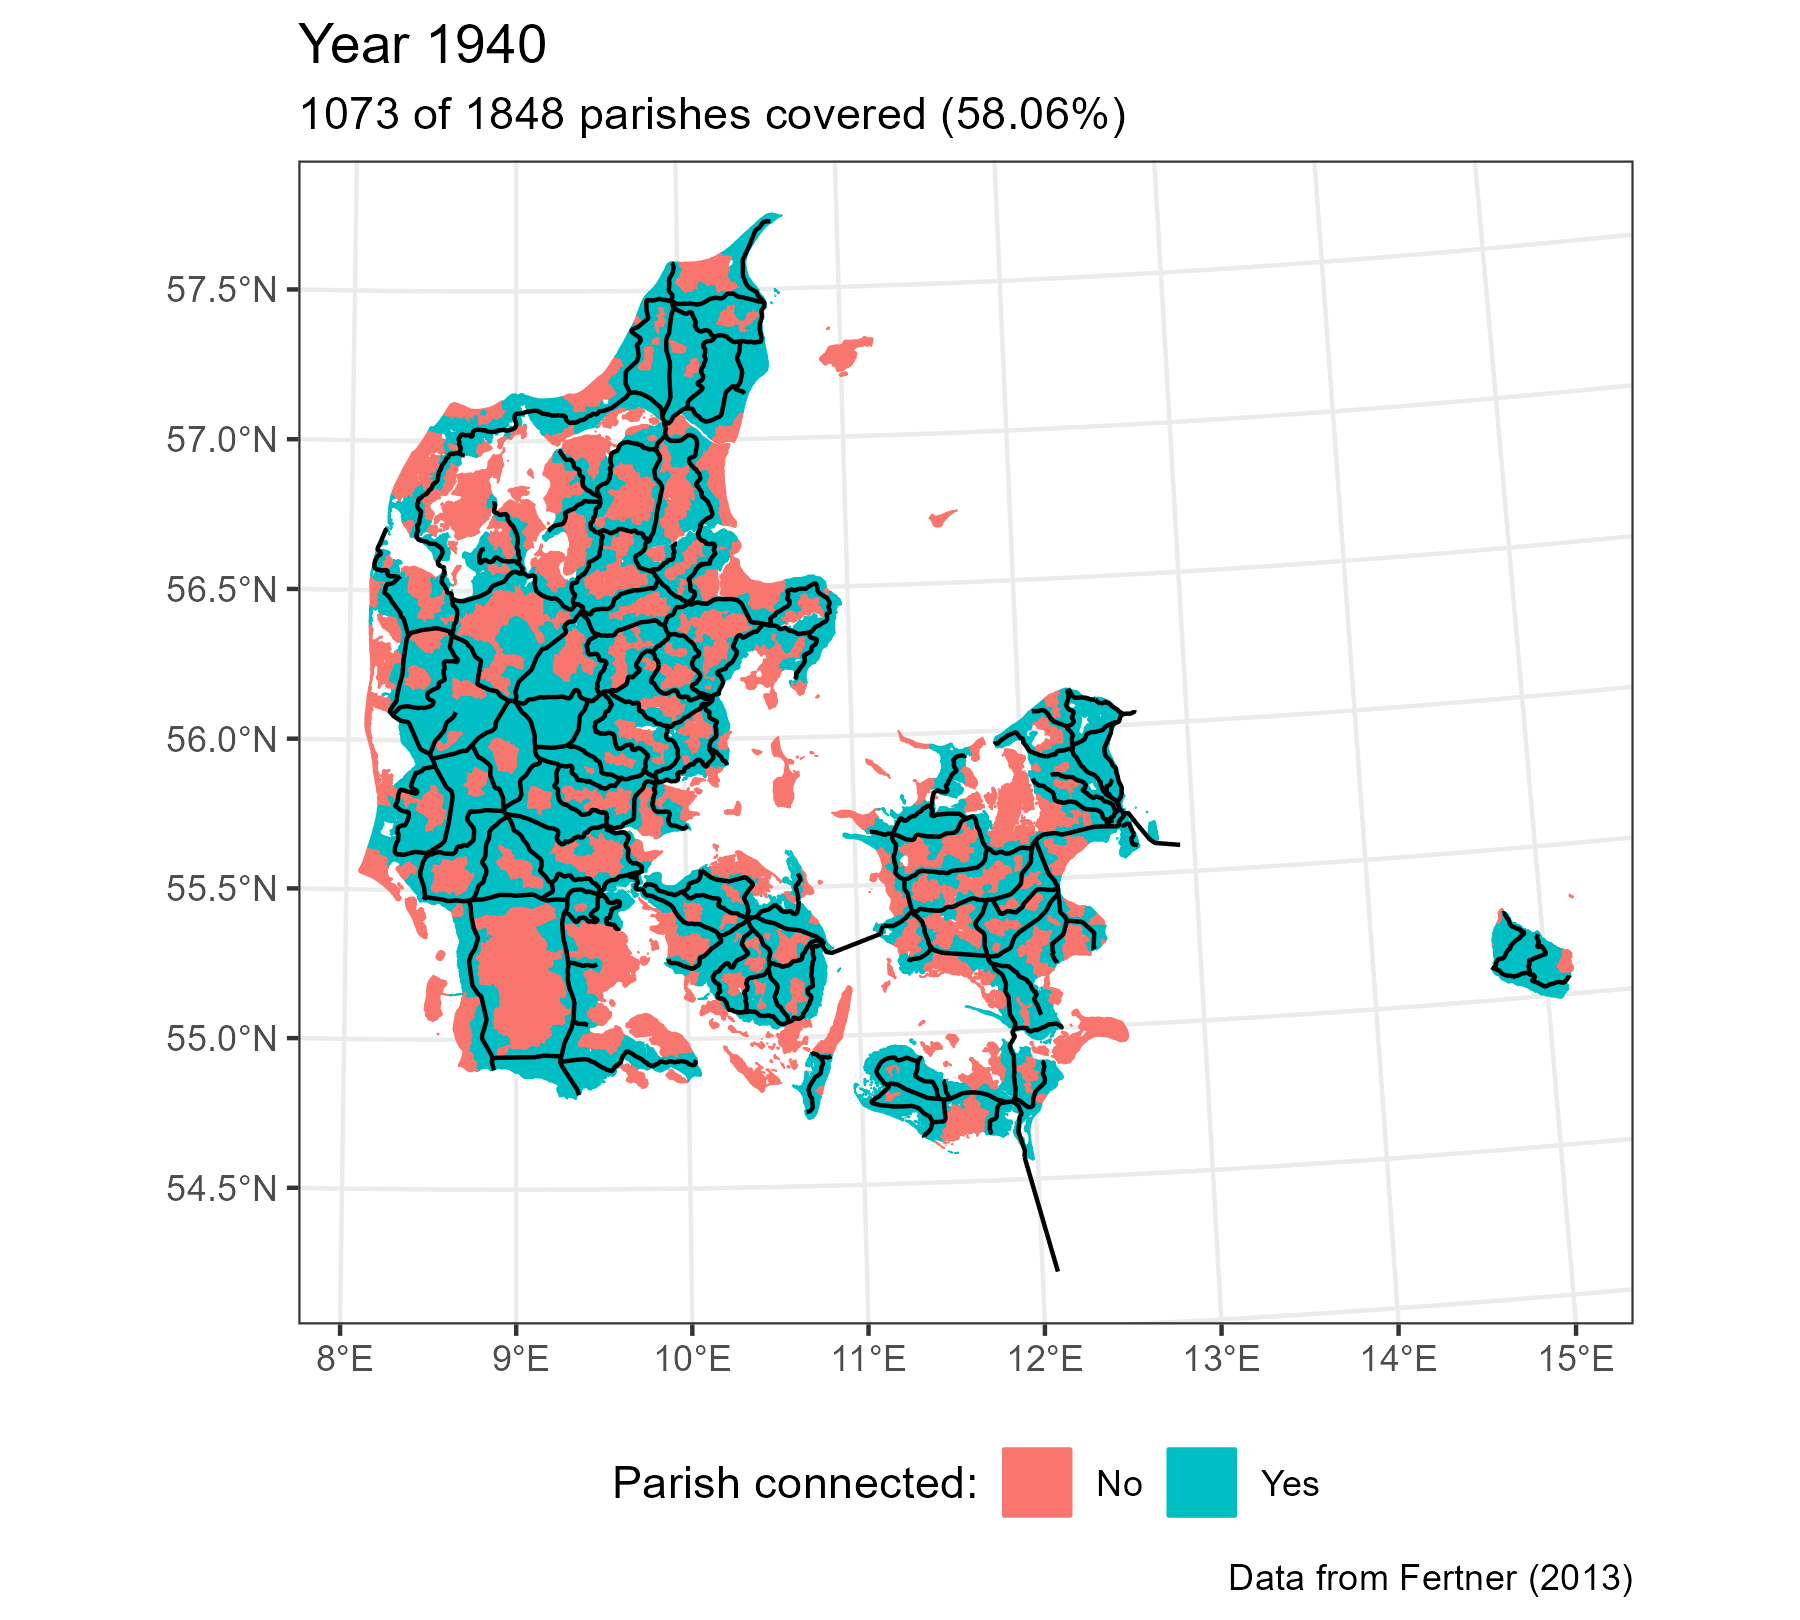 Year 1940
1073 of 1848 parishes covered (58.06%)
57.5°N
57.0°N
56.5°N
56.0°N
55.5°N
55.0°N
54.5°N
8°E 9°E 10°E 11°E 12°E 13°E 14°E 15°E
Parish connected: No Yes
Data from Fertner (2013)